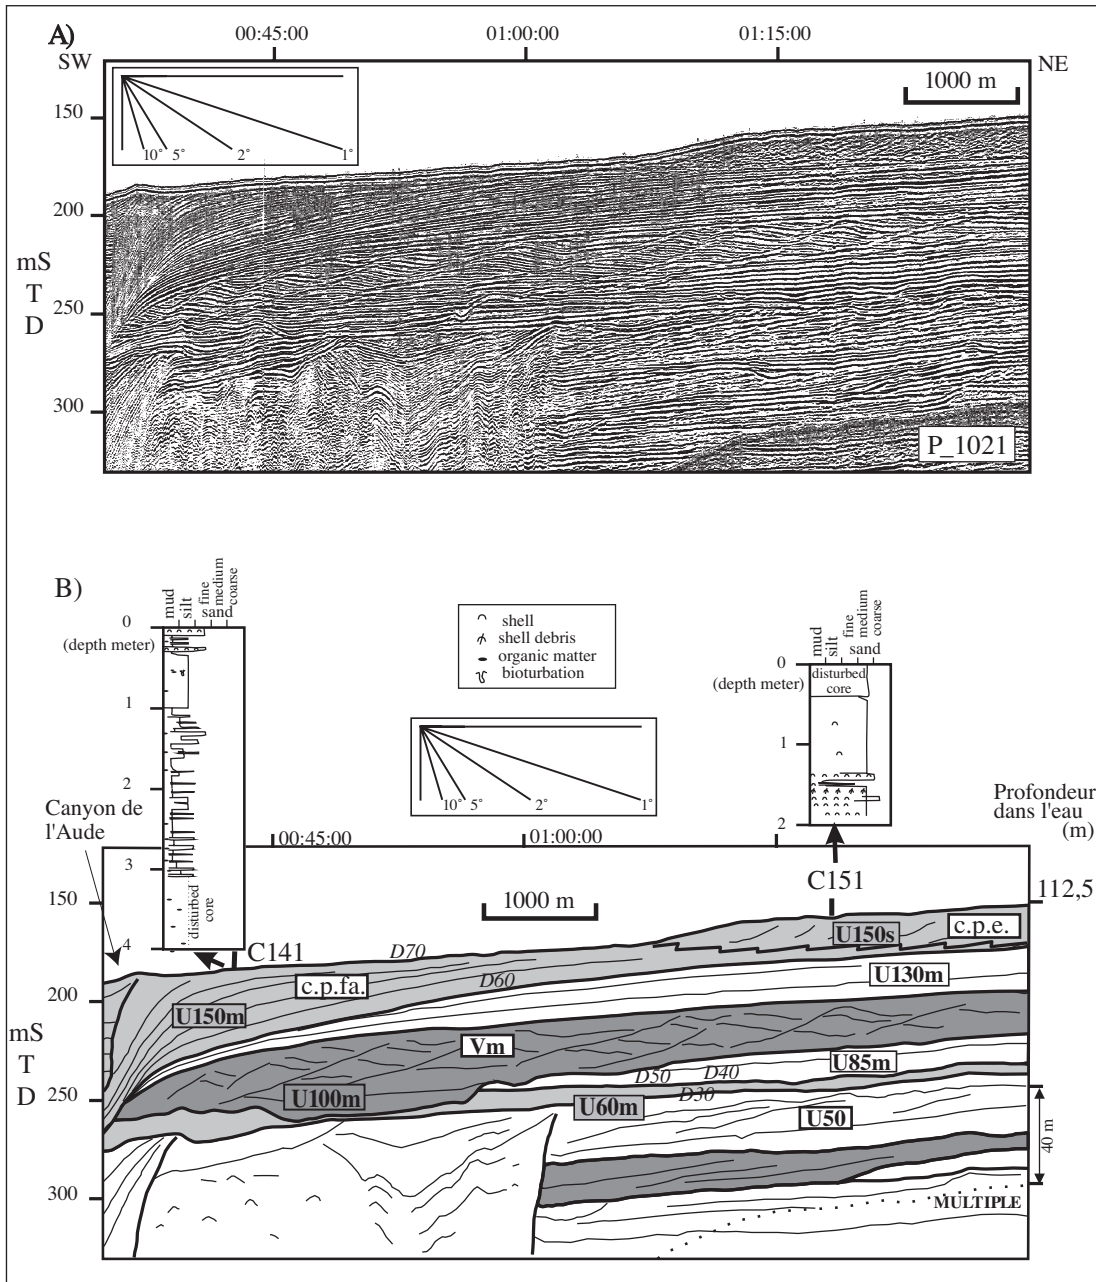 A)
00:45:00 01:00:00 01:15:00
SW
NE
1000 m
150
10° 5° 2° 1°
200
mS
T
D
250
300
P_1021
B)
mud
silt
fine
sand
medium
coarse
0
(depth meter)
1
2
3
4
disturbed
core
shell
shell debris
organic matter
bioturbation
10° 5° 2° 1°
mud
silt
fine
sand
medium
coarse
0
(depth meter)
disturbed
core
1
2
Canyon de
l'Aude
Profondeur
dans l'eau
(m)
00:45:00 01:00:00
C151
1000 m
150
112,5
C141
D70
U150s
c.p.e.
c.p.fa.
D60
U130m
200
U150m
mS
T
D
Vm
U85m
D50 D40
250
U100m
U60m
D30
U50
40 m
300
MULTIPLE